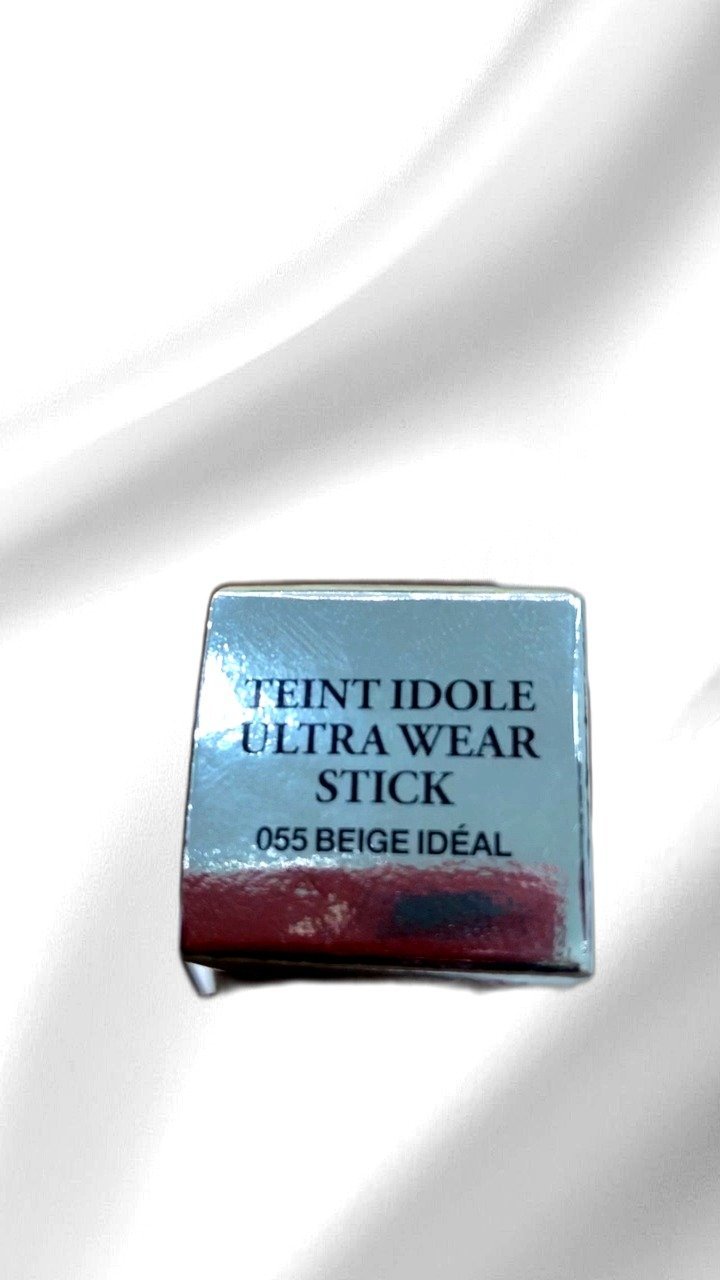 TEINT IDOLE
ULTRA WEAR
STICK
055 BEIGE IDÉAL